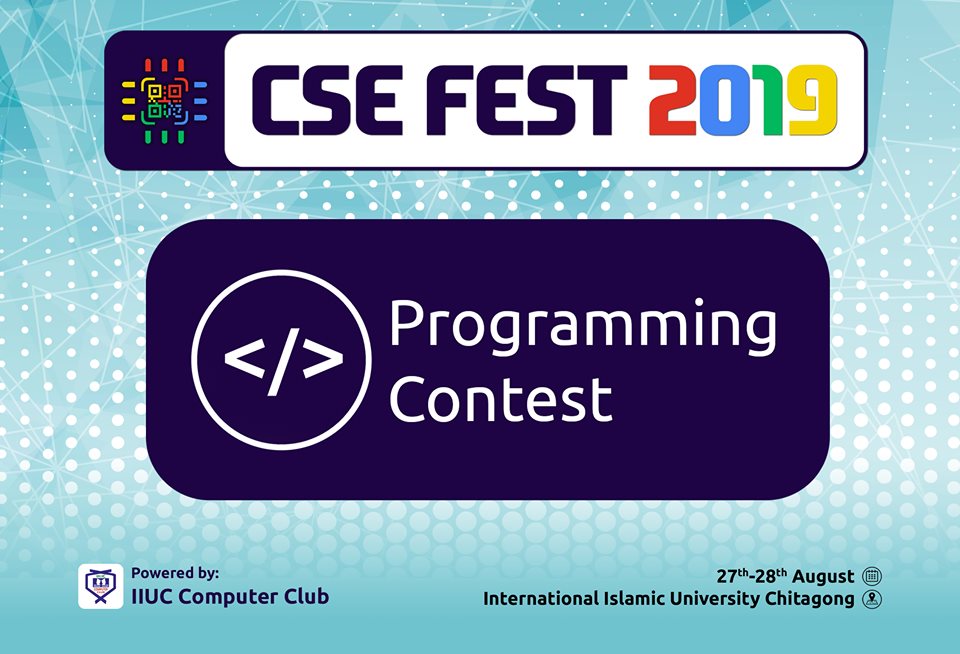 CSE FEST 2019
</>
Programming
Contest
Powered by:
IIUC Computer Club
27th-28th August
International Islamic University Chitagong